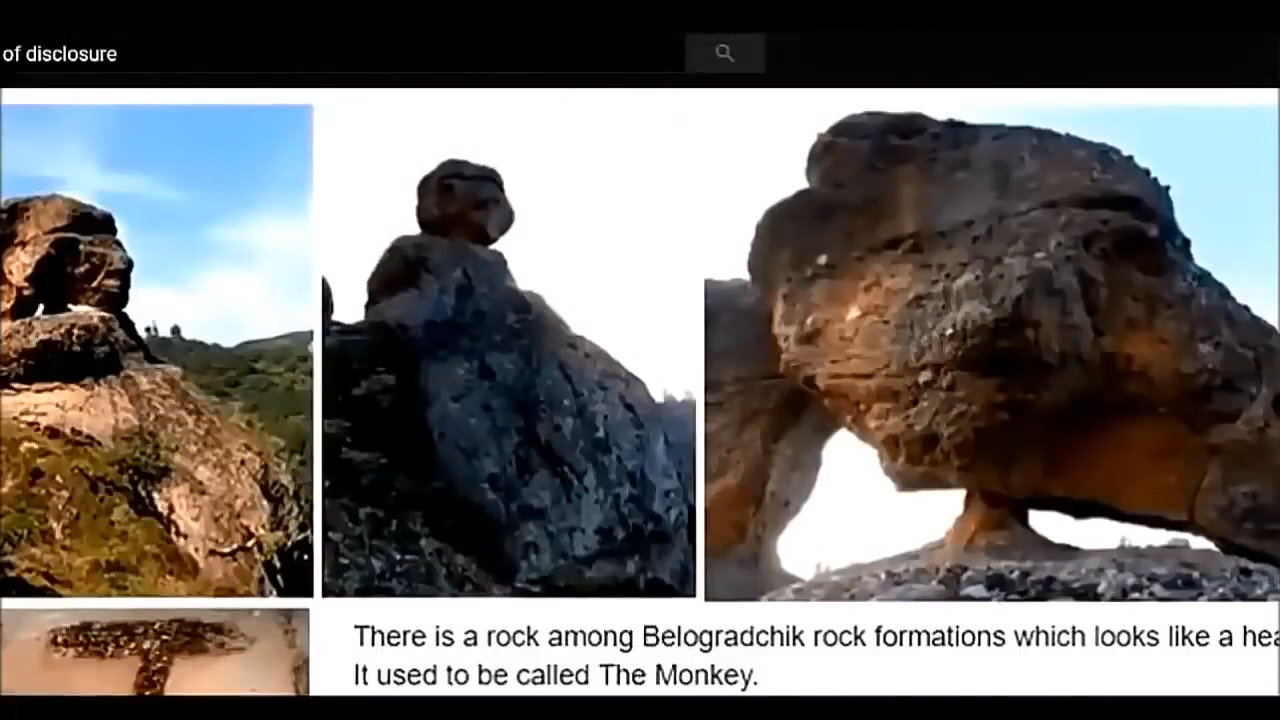 of disclosure
There is a rock among Belogradchik rock formations which looks like a hea
It used to be called The Monkey.